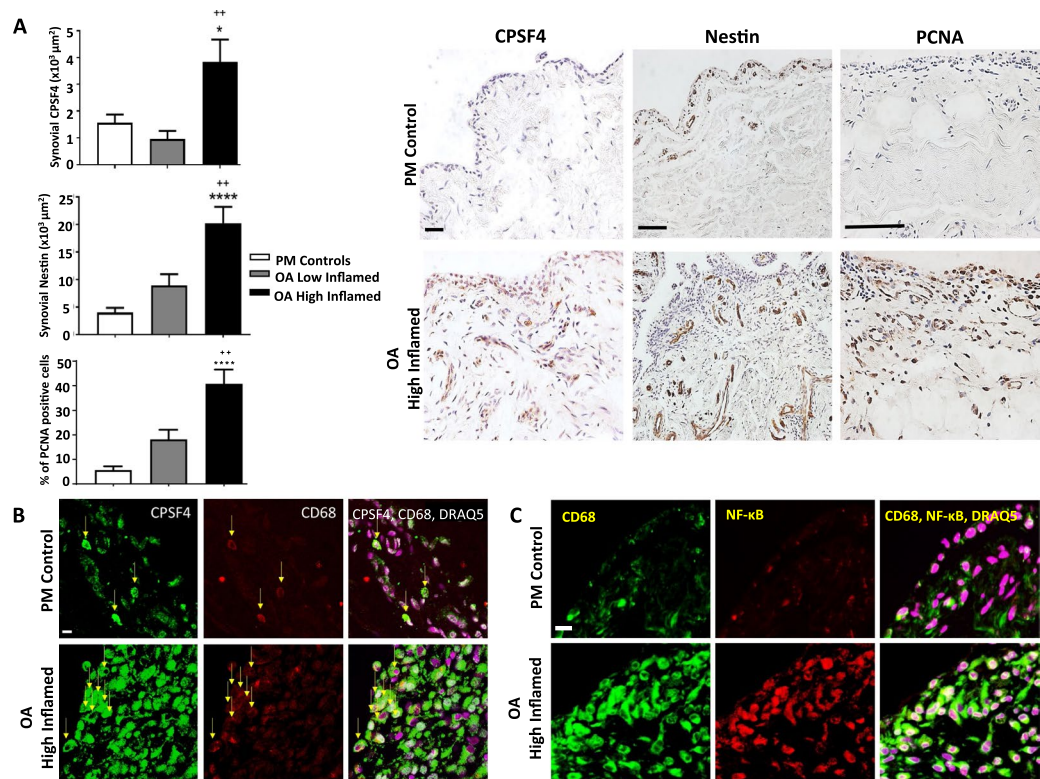 A
Synovial CPSF4 (x10³ µm²)
5
4
3
2
1
0
++
*
Synovial Nestin (x10³ µm²)
25
20
15
10
5
0
++
****
PM Controls
OA Low Inflamed
OA High Inflamed
% of PCNA positive cells
50
40
30
20
10
0
++
****
CPSF4
Nestin
PCNA
PM Control
OA
High Inflamed
B
CPSF4
CD68
CPSF4, CD68, DRAQ5
PM Control
OA
High Inflamed
C
CD68
NF-κB
CD68, NF-κB, DRAQ5
PM Control
OA
High Inflamed